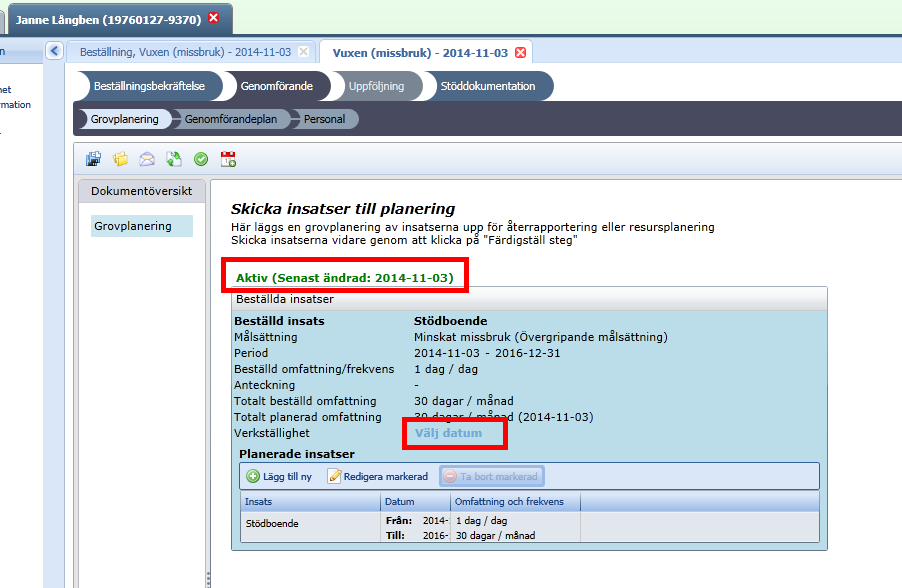 Janne Långben (19760127-9370)
Beställning, Vuxen (missbruk) - 2014-11-03
Vuxen (missbruk) - 2014-11-03
Beställningsbekräftelse
Genomförande
Uppföljning
Stöddokumentation
Grovplanering
Genomförandeplan
Personal
n
net
rmation
Dokumentöversikt
Grovplanering
Skicka insatser till planering
Här läggs en grovplanering av insatserna upp för återrapportering eller resursplanering
Skicka insatserna vidare genom att klicka på "Färdigställ steg"
Aktiv (Senast ändrad: 2014-11-03)
Beställda insatser
Beställd insats Stödboende
Målsättning Minskat missbruk (Övergripande målsättning)
Period 2014-11-03 - 2016-12-31
Beställd omfattning/frekvens 1 dag / dag
Anteckning -
Totalt beställd omfattning 30 dagar / månad
Totalt planerad omfattning 30 dagar / månad (2014-11-03)
Verkställighet Välj datum
Planerade insatser
Lägg till ny Redigera markerad Ta bort markerad
Insats Datum Omfattning och frekvens
Stödboende
Från: 2014- 1 dag / dag
Till: 2016- 30 dagar / månad